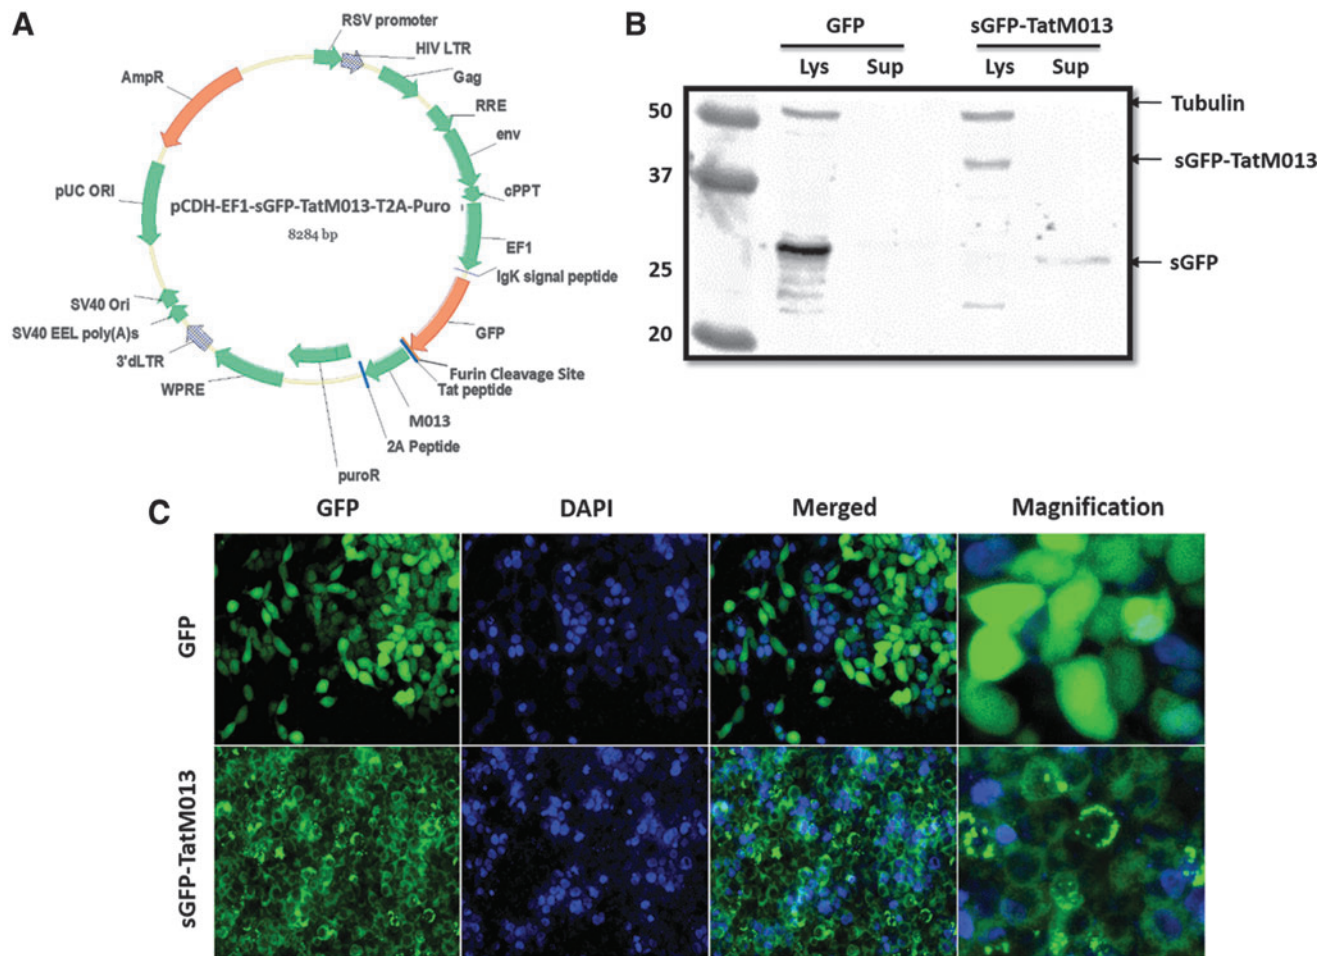 A
RSV promoter
HIV LTR
Gag
RRE
env
cPPT
EF1
IgK signal peptide
GFP
Furin Cleavage Site
Tat peptide
M013
2A Peptide
puroR
WPRE
3'dLTR
SV40 EEL poly(A)s
SV40 Ori
pUC ORI
AmpR
pCDH-EF1-sGFP-TatM013-T2A-Puro
8284 bp
B
GFP sGFP-TatM013
Lys Sup Lys Sup
50
37
25
20
Tubulin
sGFP-TatM013
sGFP
C
GFP DAPI Merged Magnification
GFP
sGFP-TatM013